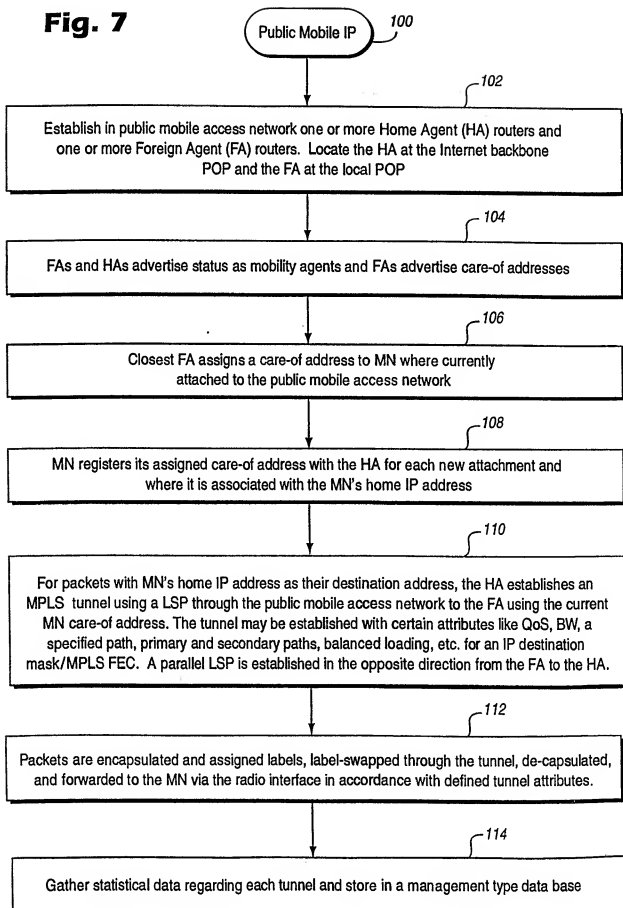 Fig. 7
Public Mobile IP
100
102
Establish in public mobile access network one or more Home Agent (HA) routers and
one or more Foreign Agent (FA) routers. Locate the HA at the Internet backbone
POP and the FA at the local POP
104
FAs and HAs advertise status as mobility agents and FAs advertise care-of addresses
106
Closest FA assigns a care-of address to MN where currently
attached to the public mobile access network
108
MN registers its assigned care-of address with the HA for each new attachment and
where it is associated with the MN's home IP address
110
For packets with MN's home IP address as their destination address, the HA establishes an
MPLS tunnel using a LSP through the public mobile access network to the FA using the current
MN care-of address. The tunnel may be established with certain attributes like QoS, BW, a
specified path, primary and secondary paths, balanced loading, etc. for an IP destination
mask/MPLS FEC. A parallel LSP is established in the opposite direction from the FA to the HA.
112
Packets are encapsulated and assigned labels, label-swapped through the tunnel, de-capsulated,
and forwarded to the MN via the radio interface in accordance with defined tunnel attributes.
114
Gather statistical data regarding each tunnel and store in a management type data base